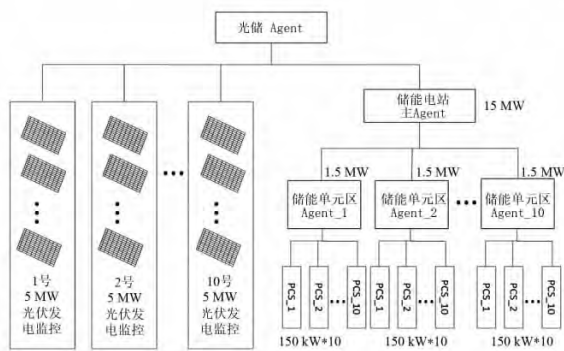 光储 Agent
储能电站
主Agent
15 MW
1.5 MW
1.5 MW
1.5 MW
储能单元区
Agent_1
储能单元区
Agent_2
储能单元区
Agent_10
PCS_1
PCS_2
PCS_10
PCS_1
PCS_2
PCS_10
PCS_1
PCS_2
PCS_10
150 kW*10
150 kW*10
150 kW*10
1号
5 MW
光伏发
电监控
2号
5 MW
光伏发
电监控
10号
5 MW
光伏发
电监控